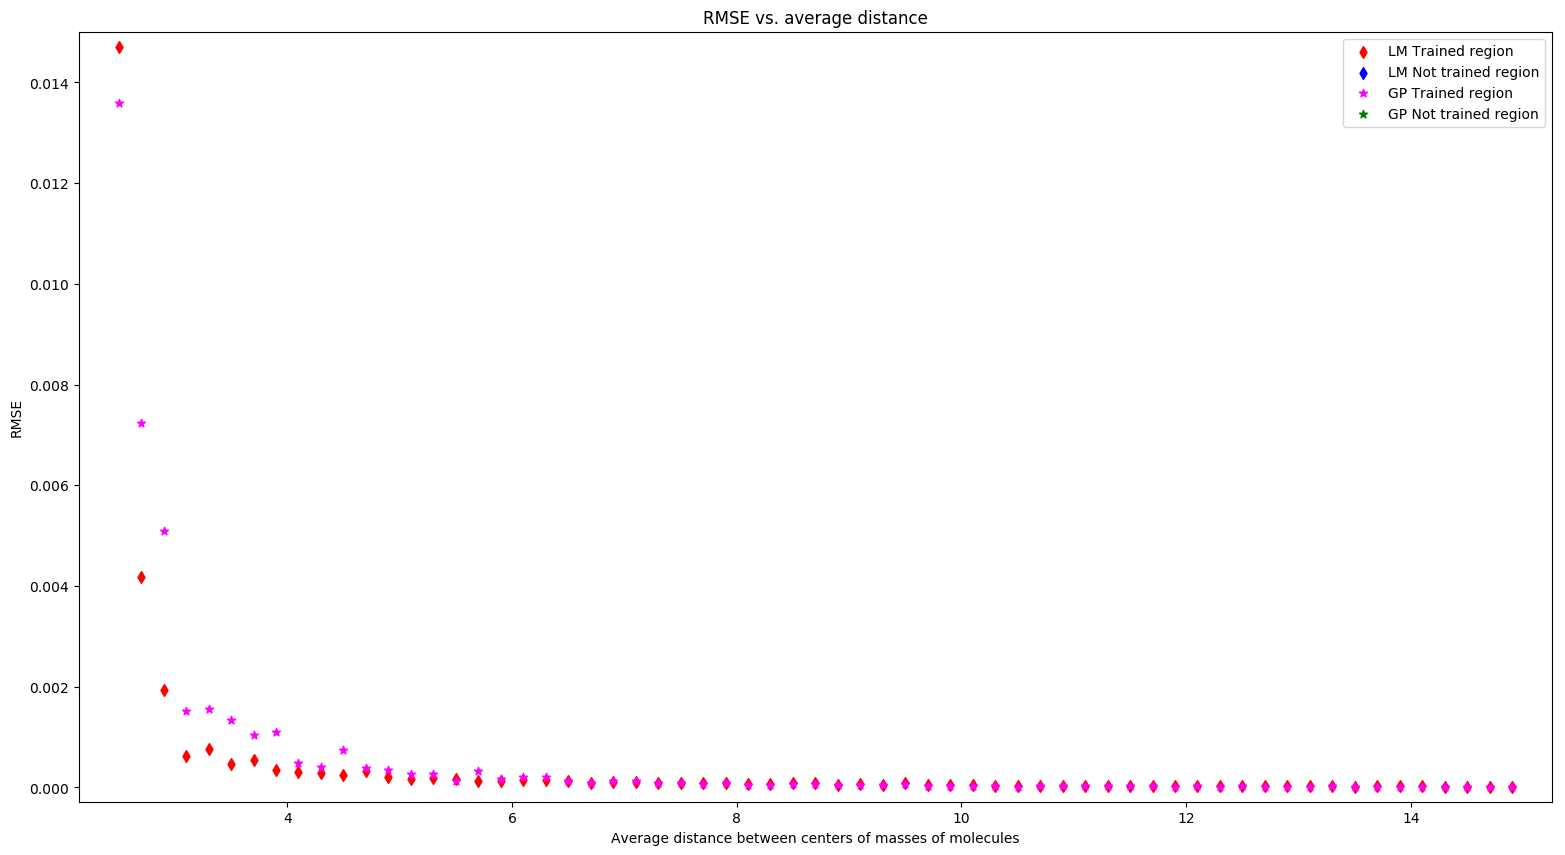 RMSE vs. average distance
LM Trained region
LM Not trained region
GP Trained region
GP Not trained region
0.014
0.012
0.010
0.008
0.006
0.004
0.002
0.000
RMSE
4 6 8 10 12 14
Average distance between centers of masses of molecules